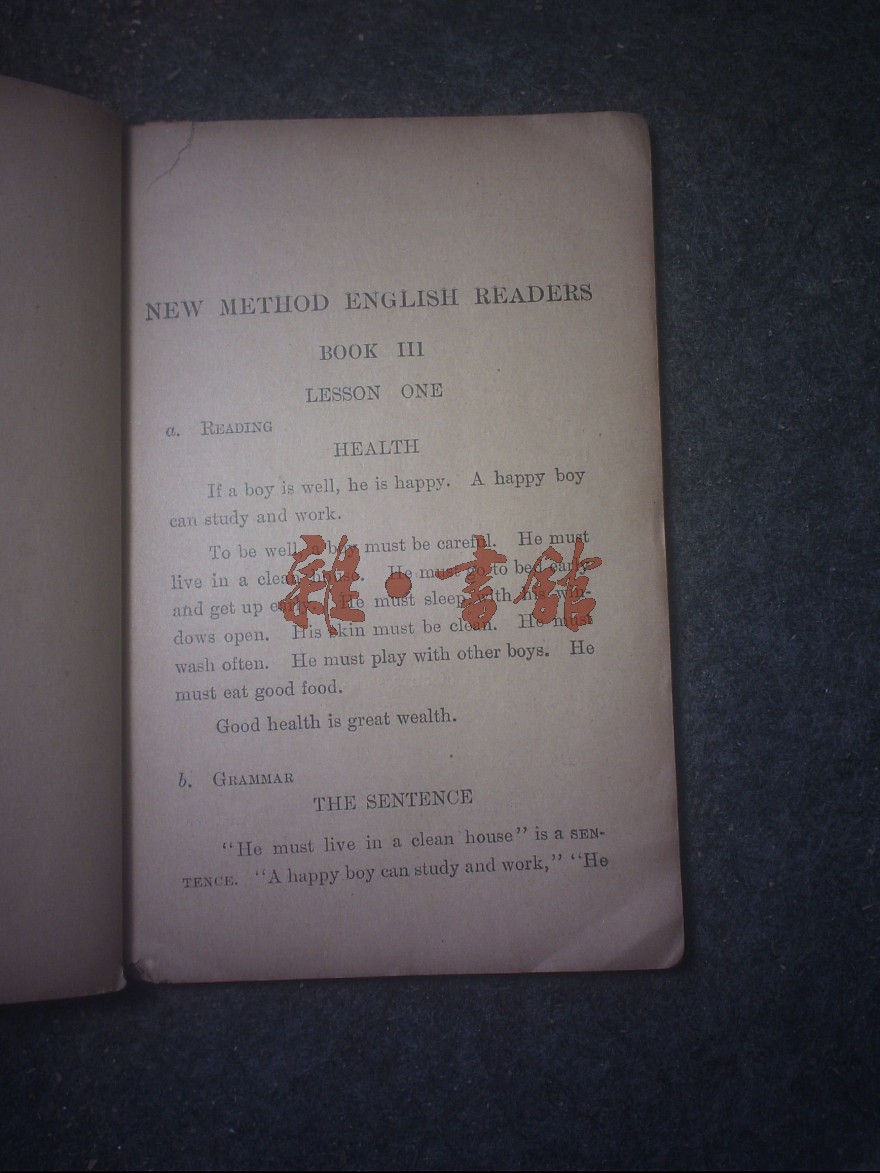 NEW METHOD ENGLISH READERS
BOOK III
LESSON ONE
a. READING
HEALTH
If a boy is well, he is happy. A happy boy
can study and work.
To be well, a boy must be careful. He must
live in a clean house. He must go to bed early
and get up early. He must sleep with his win-
dows open. His skin must be clean. He must
wash often. He must play with other boys. He
must eat good food.
Good health is great wealth.
b. GRAMMAR
THE SENTENCE
“He must live in a clean house” is a SEN-
TENCE. “A happy boy can study and work,” “He
雜·書館